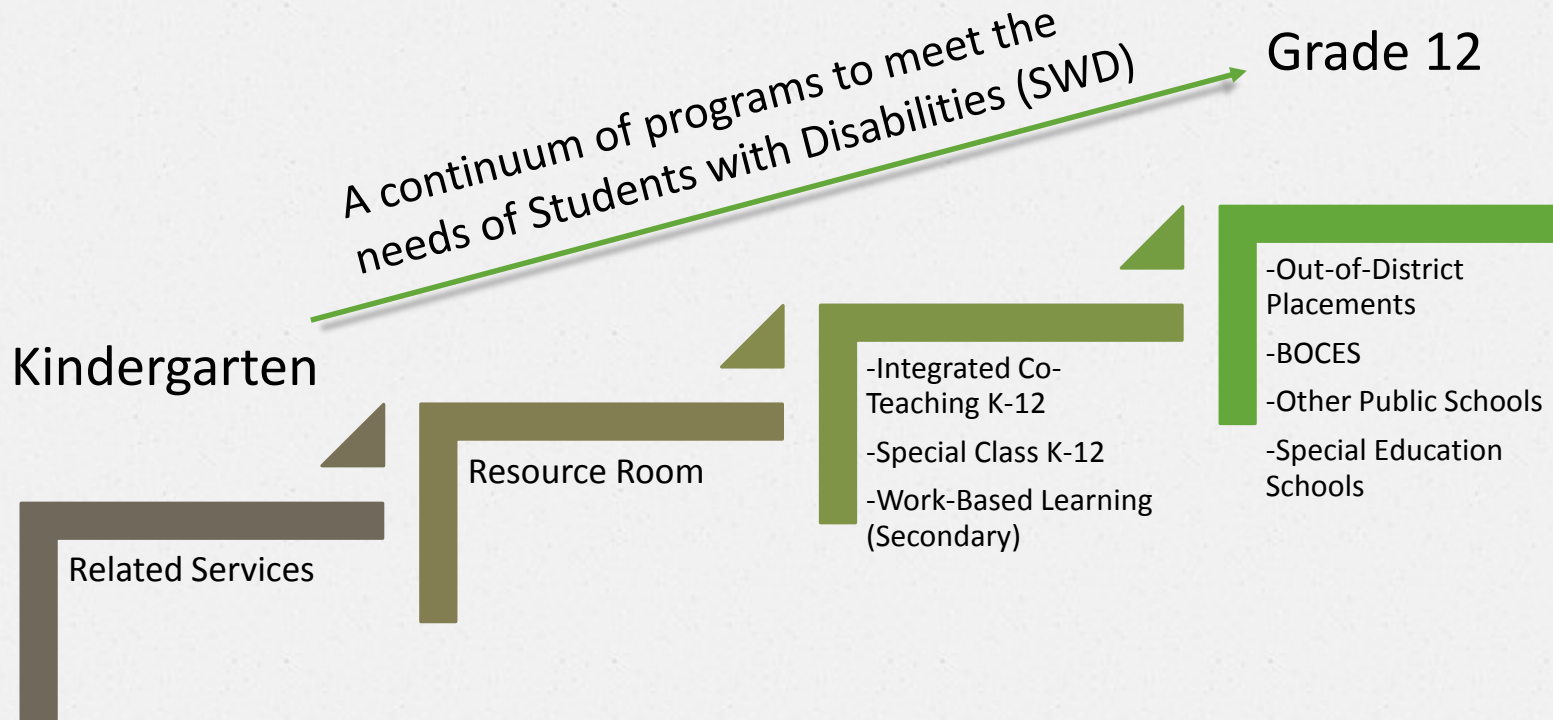 A continuum of programs to meet the
needs of Students with Disabilities (SWD)
Grade 12
Kindergarten
Related Services
Resource Room
-Integrated Co-
Teaching K-12
-Special Class K-12
-Work-Based Learning
(Secondary)
-Out-of-District
Placements
-BOCES
-Other Public Schools
-Special Education
Schools